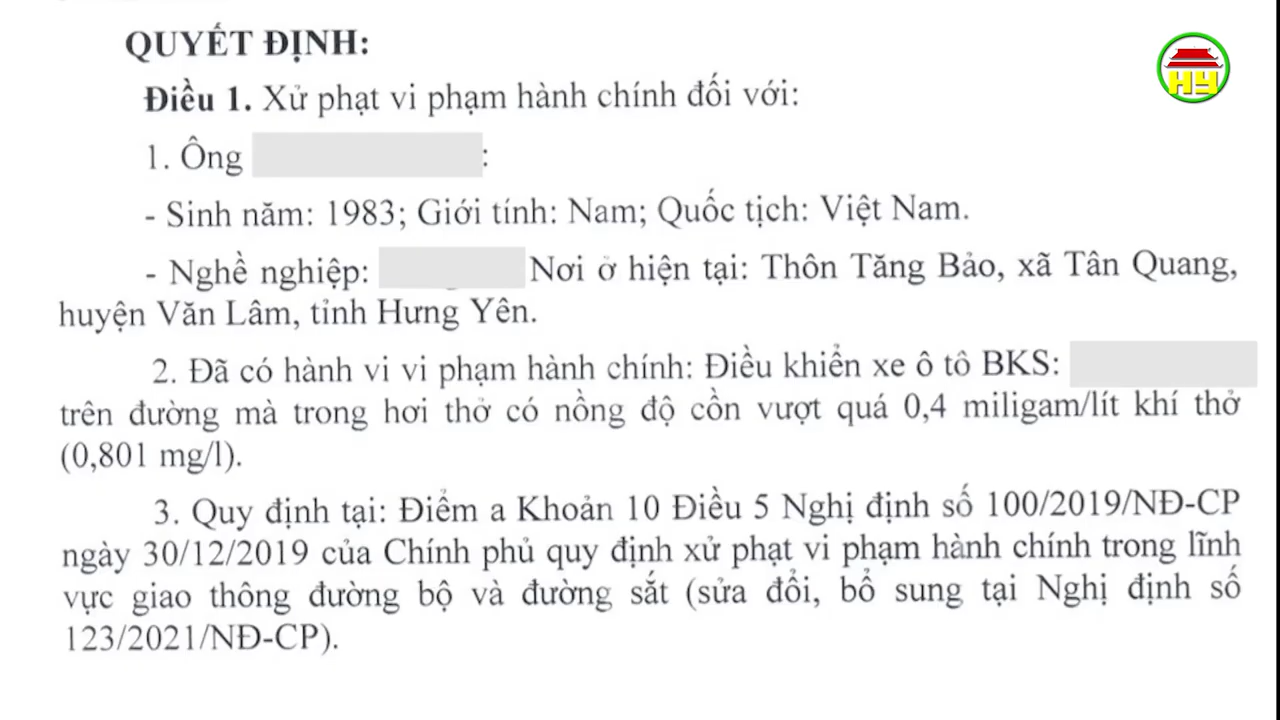 QUYẾT ĐỊNH:
HY
Điều 1. Xử phạt vi phạm hành chính đối với:
1. Ông :
- Sinh năm: 1983; Giới tính: Nam; Quốc tịch: Việt Nam.
- Nghề nghiệp: Nơi ở hiện tại: Thôn Tăng Bảo, xã Tân Quang,
huyện Văn Lâm, tỉnh Hưng Yên.
2. Đã có hành vi vi phạm hành chính: Điều khiển xe ô tô BKS:
trên đường mà trong hơi thở có nồng độ cồn vượt quá 0,4 miligam/lít khí thở
(0,801 mg/l).
3. Quy định tại: Điểm a Khoản 10 Điều 5 Nghị định số 100/2019/NĐ-CP
ngày 30/12/2019 của Chính phủ quy định xử phạt vi phạm hành chính trong lĩnh
vực giao thông đường bộ và đường sắt (sửa đổi, bổ sung tại Nghị định số
123/2021/NĐ-CP).